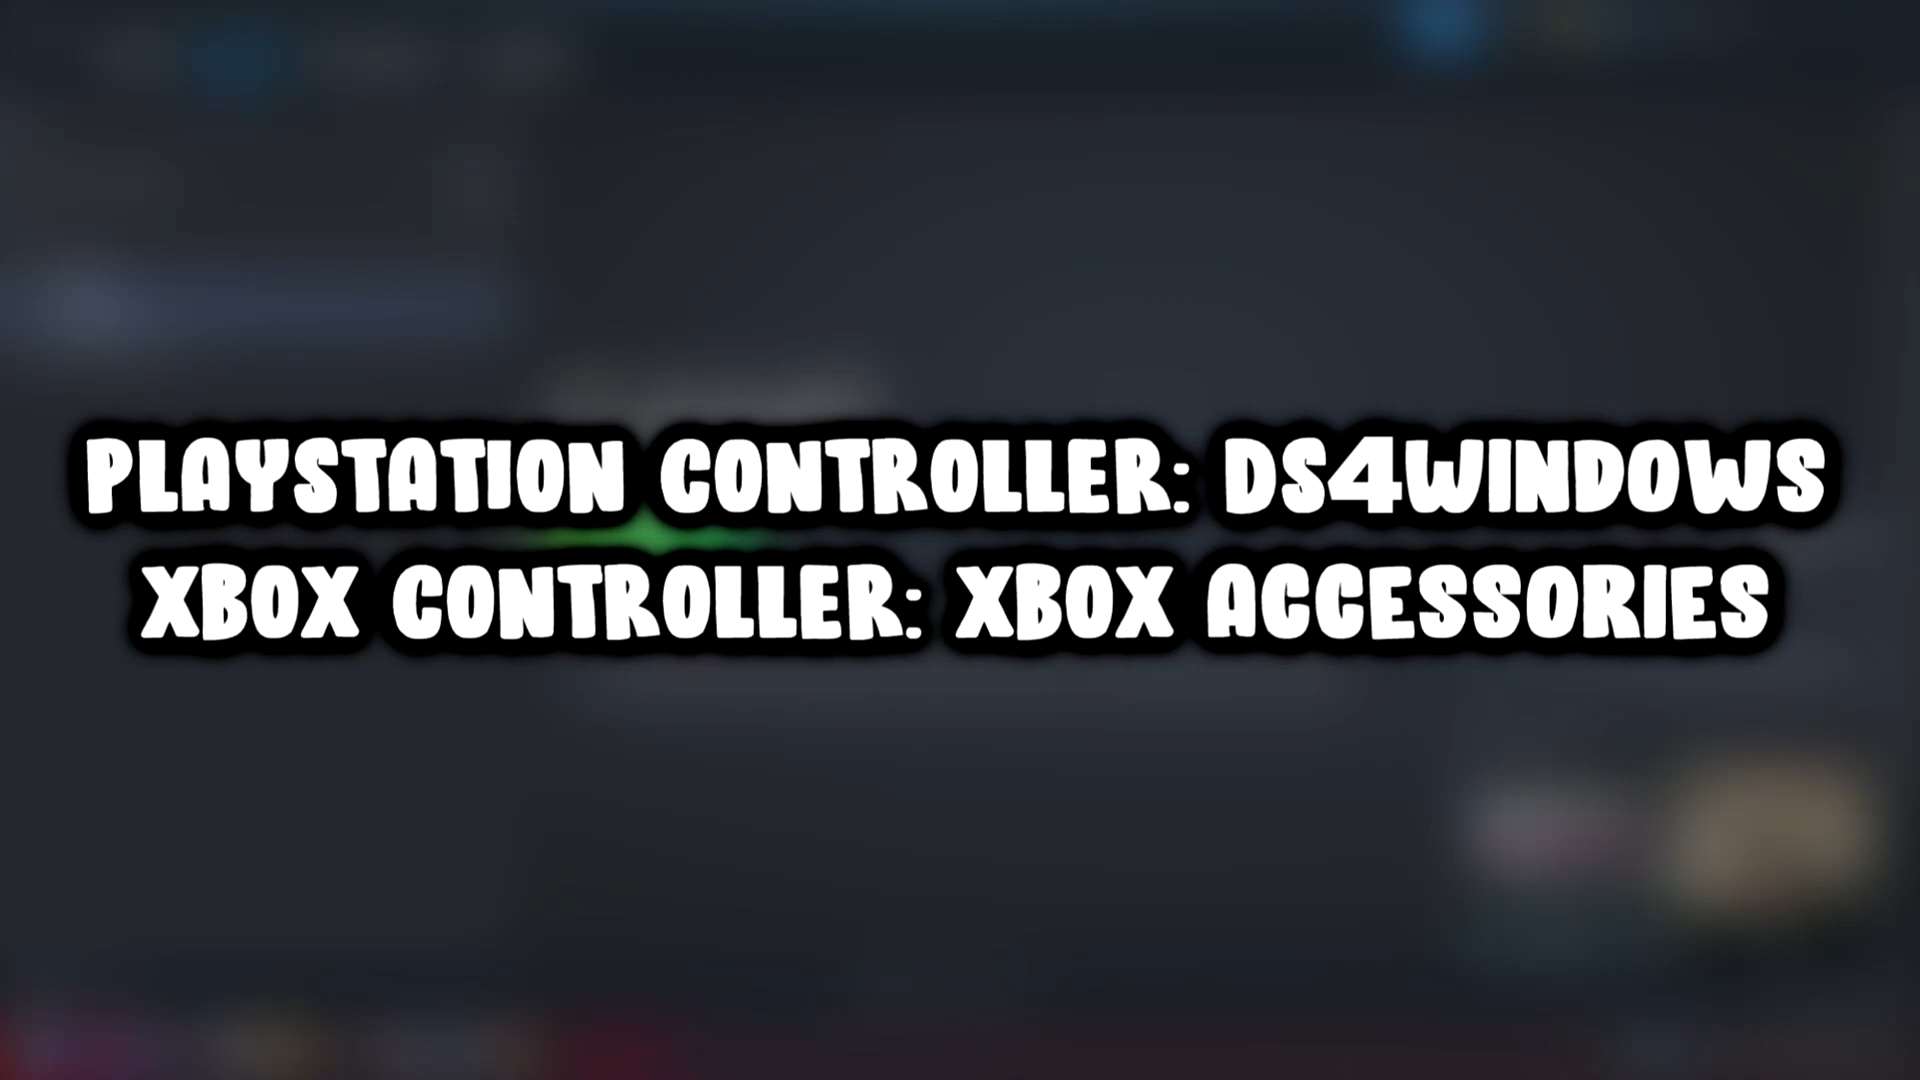 PLAYSTATION CONTROLLER: DS4WINDOWS
XBOX CONTROLLER: XBOX ACCESSORIES